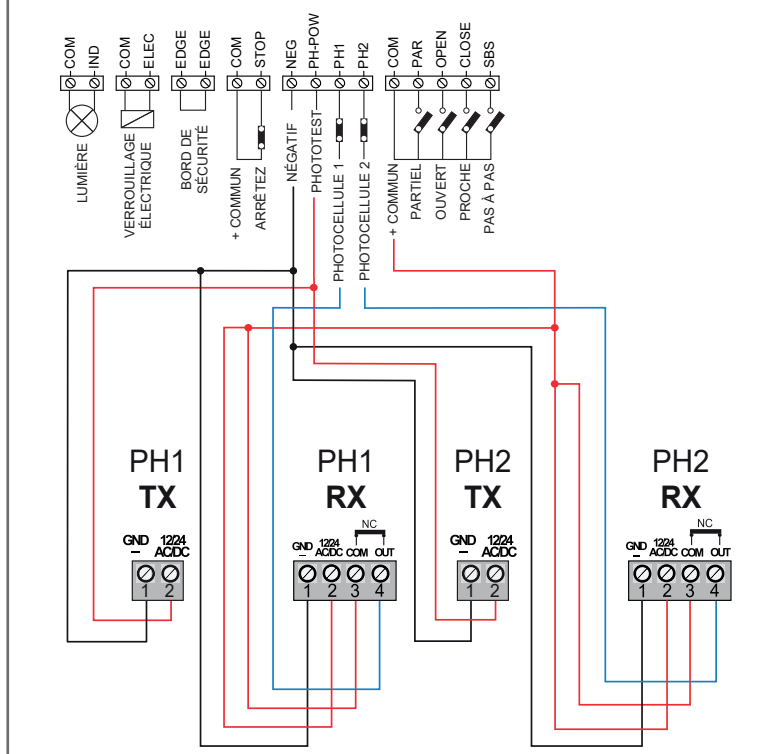 COM IND COM ELEC EDGE EDGE COM STOP NEG PH-POW PH1 PH2 COM PAR OPEN CLOSE SBS
LUMIÈRE
VERROUILLAGE
ÉLECTRIQUE
BORD DE
SÉCURITÉ
+ COMMUN
ARRÊTEZ
NÉGATIF
PHOTOTEST
PHOTOCELLULE 1
PHOTOCELLULE 2
+ COMMUN
PARTIEL
OUVERT
PROCHE
PAS À PAS
PH1
TX
GND 12/24
– AC/DC
1 2
PH1
RX
NC
GND 12/24
– AC/DC COM OUT
1 2 3 4
PH2
TX
GND 12/24
– AC/DC
1 2
PH2
RX
NC
GND 12/24
– AC/DC COM OUT
1 2 3 4